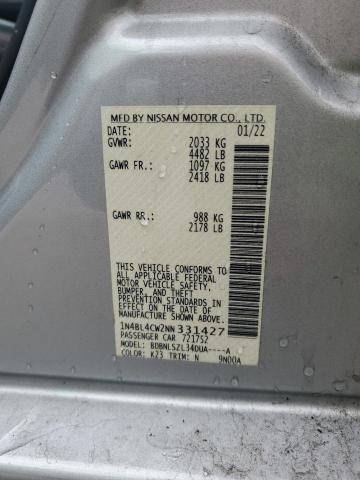 MFD BY NISSAN MOTOR CO., LTD.
DATE: 01/22
GVWR: 2033 KG
4482 LB
GAWR FR.: 1097 KG
2418 LB
GAWR RR.: 988 KG
2178 LB
THIS VEHICLE CONFORMS TO
ALL APPLICABLE FEDERAL
MOTOR VEHICLE SAFETY,
BUMPER, AND THEFT
PREVENTION STANDARDS IN
EFFECT ON THE DATE OF
MANUFACTURE SHOWN ABOVE.
1N4BL4CW2NN331427
PASSENGER CAR 721752
MODEL: BDBNLSZL34DUA----A
COLOR: K23 TRIM: N 9N00A